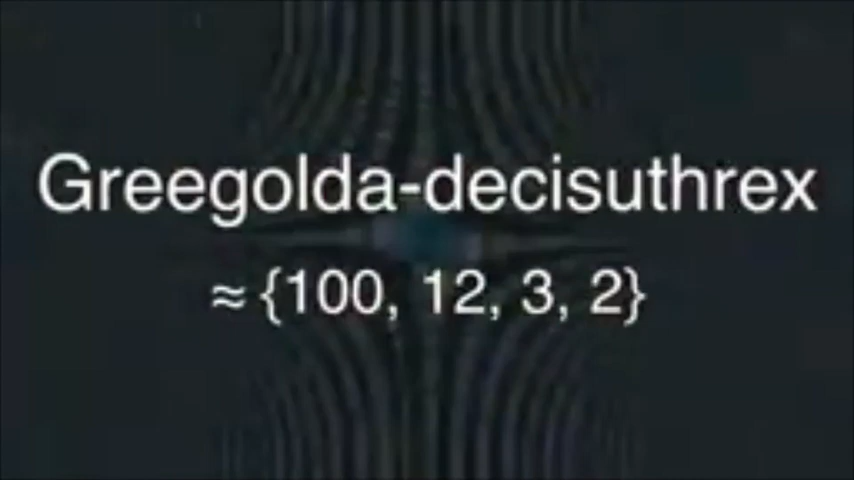 Greegolda-decisuthrex
≈ {100, 12, 3, 2}